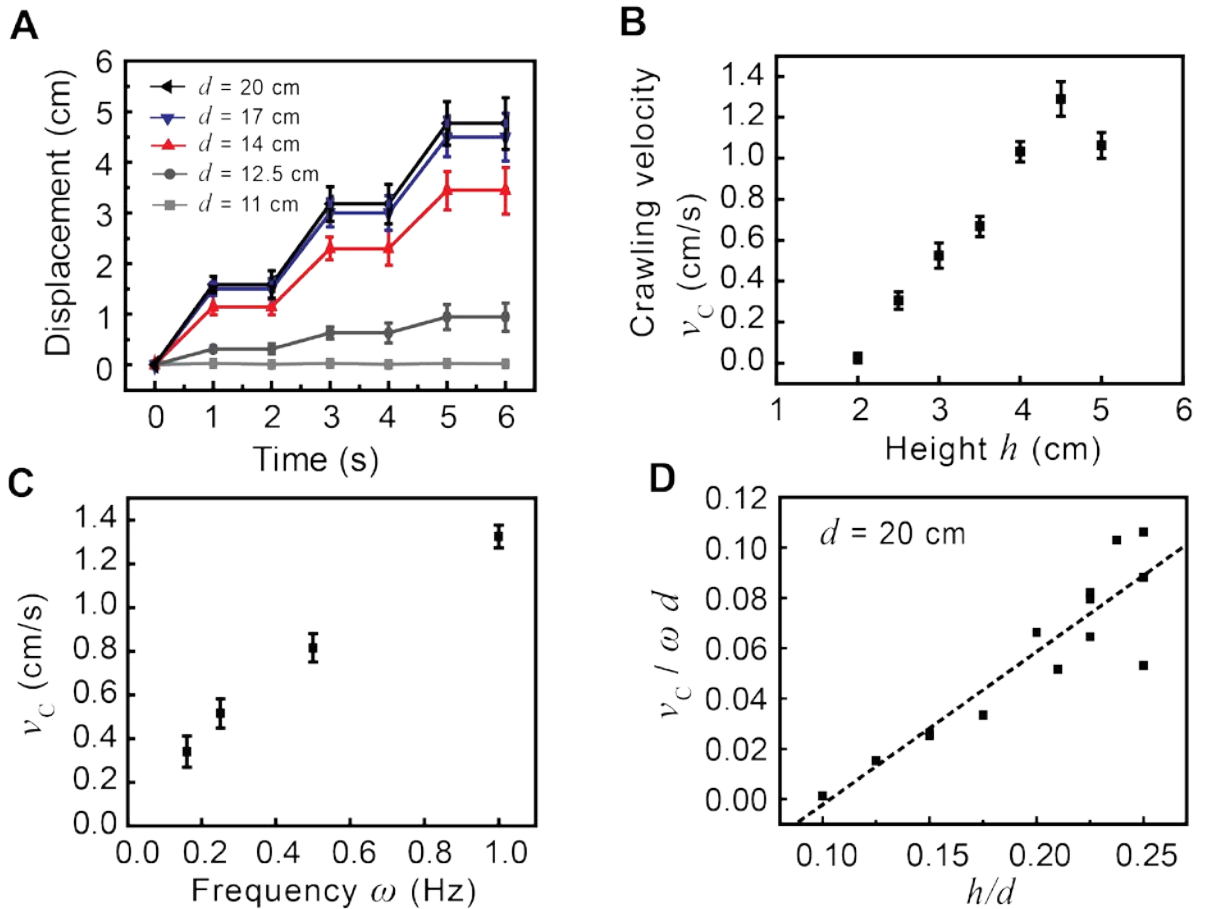 A
Displacement (cm)
6
5
4
3
2
1
0
d = 20 cm
d = 17 cm
d = 14 cm
d = 12.5 cm
d = 11 cm
0 1 2 3 4 5 6
Time (s)
B
Crawling velocity
vC (cm/s)
1.4
1.2
1.0
0.8
0.6
0.4
0.2
0.0
1 2 3 4 5 6
Height h (cm)
C
vC (cm/s)
1.4
1.2
1.0
0.8
0.6
0.4
0.2
0.0
0.0 0.2 0.4 0.6 0.8 1.0
Frequency ω (Hz)
D
vC / ω d
0.12
0.10
0.08
0.06
0.04
0.02
0.00
d = 20 cm
0.10 0.15 0.20 0.25
h/d